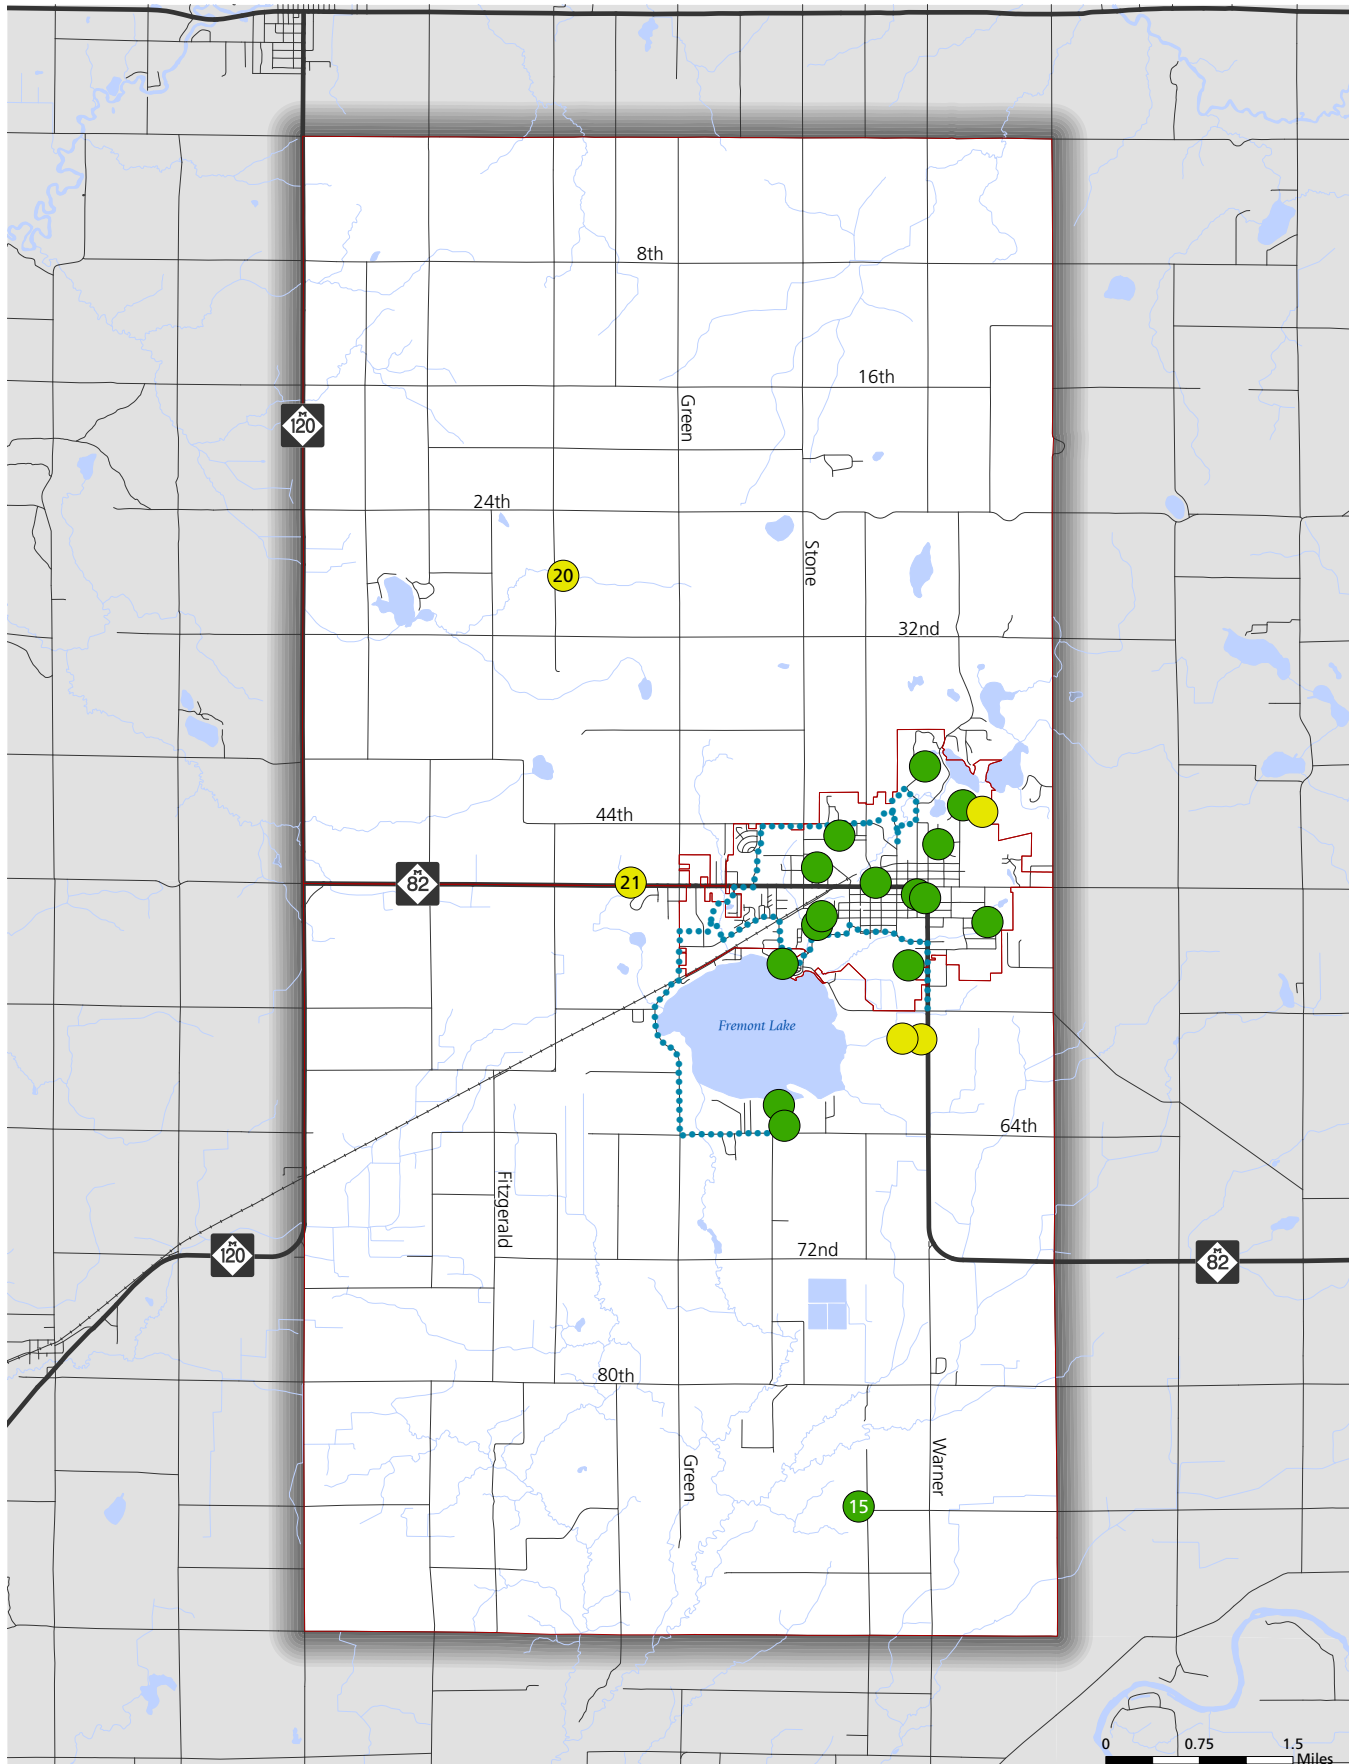 8th
16th
Green
M
120
24th
Stone
20
32nd
44th
M
82
21
Fremont Lake
64th
Fitzgerald
M
120
72nd
M
82
80th
Warner
Green
15
0 0.75 1.5
Miles